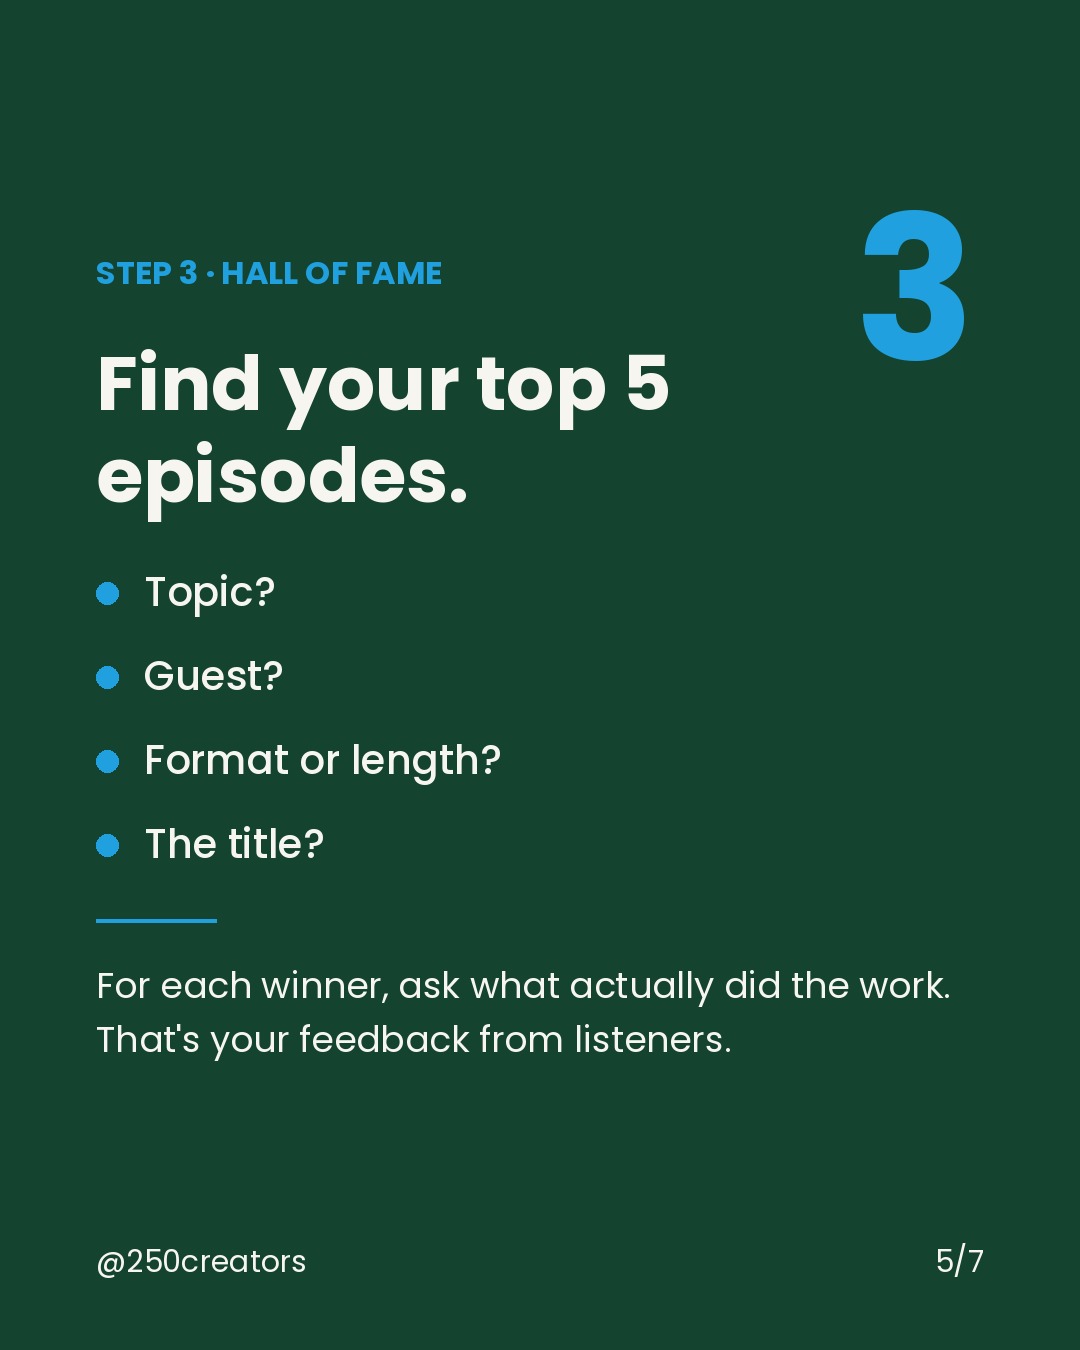 STEP 3 · HALL OF FAME
3
Find your top 5
episodes.
Topic?
Guest?
Format or length?
The title?
For each winner, ask what actually did the work.
That's your feedback from listeners.
@250creators
5/7